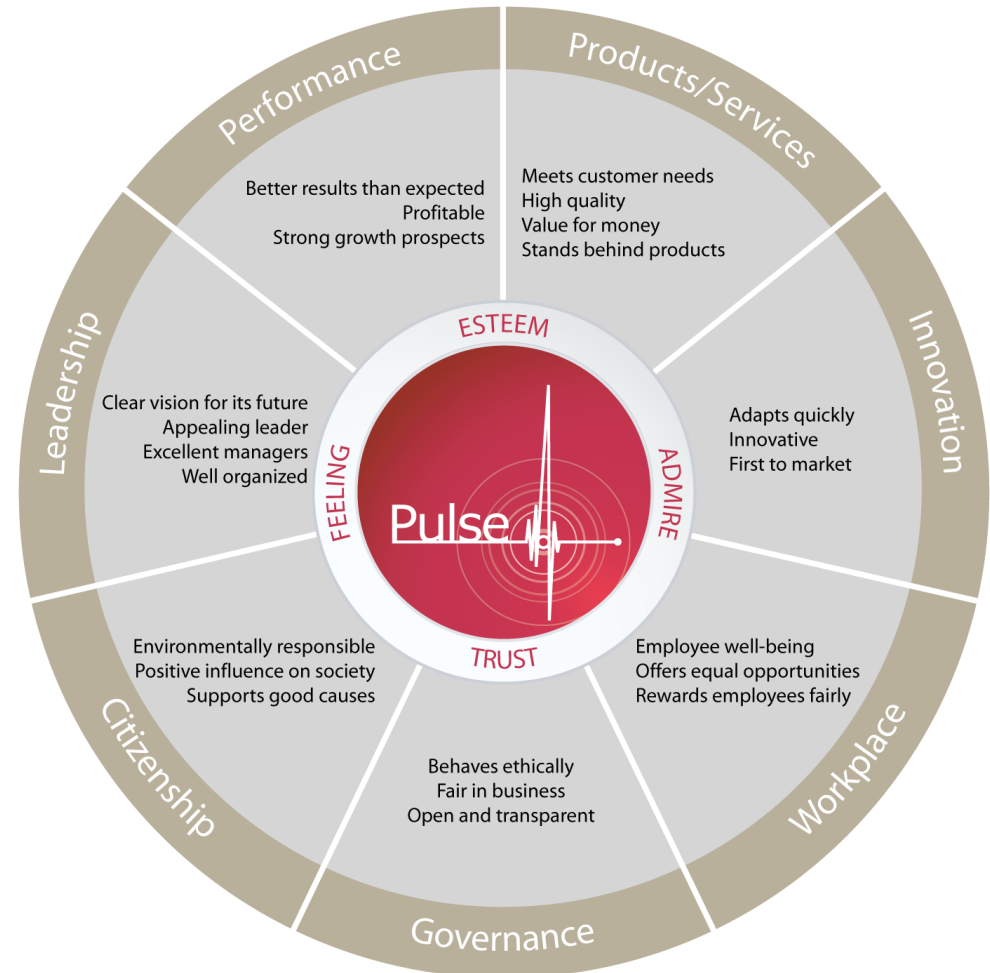 Performance
Better results than expected
Profitable
Strong growth prospects
Products/Services
Meets customer needs
High quality
Value for money
Stands behind products
Innovation
Adapts quickly
Innovative
First to market
Workplace
Employee well-being
Offers equal opportunities
Rewards employees fairly
Governance
Behaves ethically
Fair in business
Open and transparent
Citizenship
Environmentally responsible
Positive influence on society
Supports good causes
Leadership
Clear vision for its future
Appealing leader
Excellent managers
Well organized
ESTEEM
ADMIRE
TRUST
FEELING
Pulse